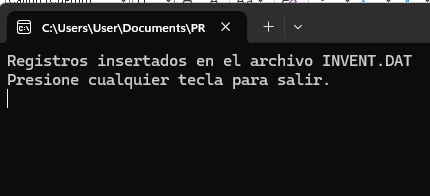 C:\Users\User\Documents\PR
Registros insertados en el archivo INVENT.DAT
Presione cualquier tecla para salir.